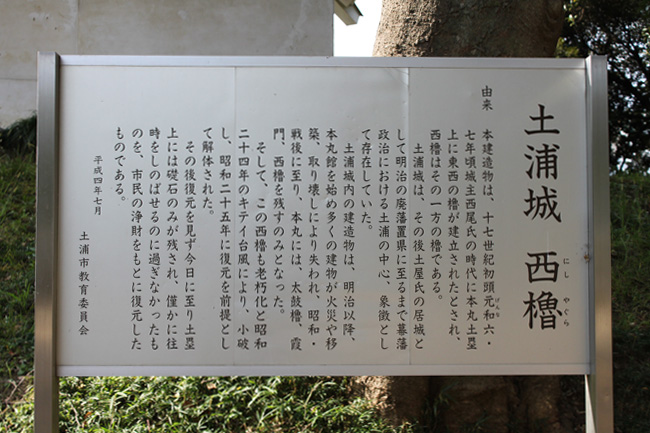 土浦城 西櫓
にし やぐら
由来 本建造物は、十七世紀初頭元和六・
げんな
七年頃城主西尾氏の時代に本丸土塁
上に東西の櫓が建立されたとされ、
西櫓はその一方の櫓である。
土浦城は、その後土屋氏の居城と
して明治の廃藩置県に至るまで幕藩
政治における土浦の中心、象徴とし
て存在していた。
土浦城内の建造物は、明治以降、
本丸館を始め多くの建物が火災や移
築、取り壊しにより失われ、昭和・
戦後に至り、本丸には、太鼓櫓、霞
門、西櫓を残すのみとなった。
そして、この西櫓も老朽化と昭和
二十四年のキテイ台風により、小破
し、昭和二十五年に復元を前提とし
て解体された。
その後復元を見ず今日に至り土塁
上には礎石のみが残され、僅かに往
時をしのばせるのに過ぎなかったも
のを、市民の浄財をもとに復元した
ものである。
平成四年七月
土浦市教育委員会